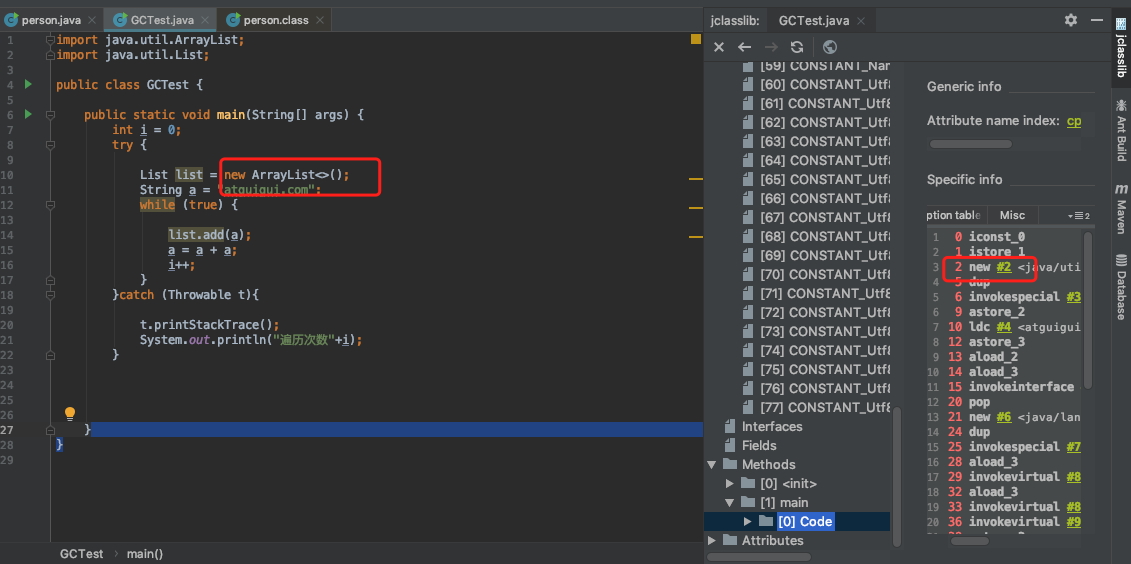 person.java
GCTest.java
person.class
1 import java.util.ArrayList;
2 import java.util.List;
3
4 public class GCTest {
5
6 public static void main(String[] args) {
7 int i = 0;
8 try {
9
10 List list = new ArrayList<>();
11 String a = "atguigui.com";
12 while (true) {
13
14 list.add(a);
15 a = a + a;
16 i++;
17 }
18 }catch (Throwable t){
19
20 t.printStackTrace();
21 System.out.println("遍历次数"+i);
22 }
23
24
25
26
27 }
28 }
29
GCTest
main()
jclasslib:
GCTest.java
[59] CONSTANT_Nar
[60] CONSTANT_Utf8
[61] CONSTANT_Utf8
[62] CONSTANT_Utf8
[63] CONSTANT_Utf8
[64] CONSTANT_Utf8
[65] CONSTANT_Utf8
[66] CONSTANT_Utf8
[67] CONSTANT_Utf8
[68] CONSTANT_Utf8
[69] CONSTANT_Utf8
[70] CONSTANT_Utf8
[71] CONSTANT_Utf8
[72] CONSTANT_Utf8
[73] CONSTANT_Utf8
[74] CONSTANT_Utf8
[75] CONSTANT_Utf8
[76] CONSTANT_Utf8
[77] CONSTANT_Utf8
Interfaces
Fields
Methods
[0] <init>
[1] main
[0] Code
Attributes
Generic info
Attribute name index: cp
Specific info
ption table
Misc
2
1 0 iconst_0
2 1 istore_1
3 2 new #2 <java/uti
4 5 dup
5 6 invokespecial #3
6 9 astore_2
7 10 ldc #4 <atguigui
8 12 astore_3
9 13 aload_2
10 14 aload_3
11 15 invokeinterface
12 20 pop
13 21 new #6 <java/lan
14 24 dup
15 25 invokespecial #7
16 28 aload_3
17 29 invokevirtual #8
18 32 aload_3
19 33 invokevirtual #8
20 36 invokevirtual #9
jclasslib
Ant Build
m Maven
Database